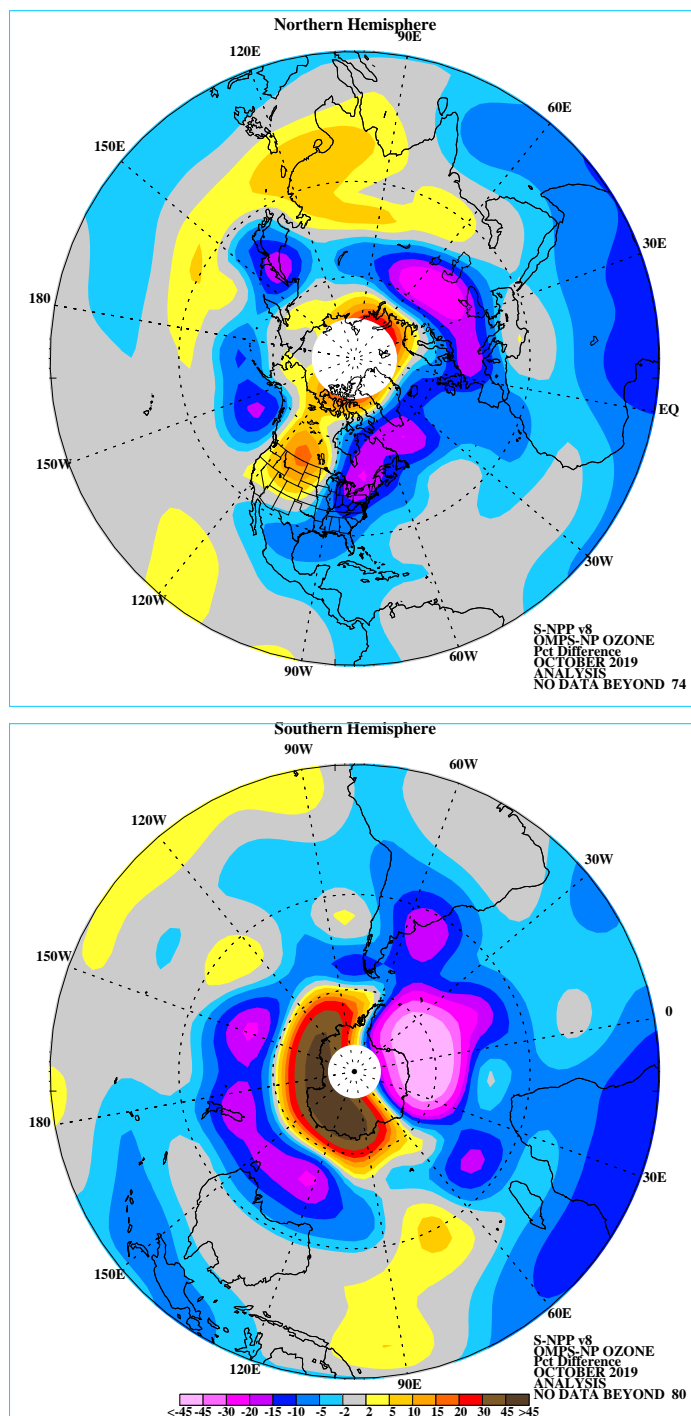 Northern Hemisphere
90E
120E
60E
150E
30E
180
EQ
150W
30W
120W
60W
90W
S-NPP v8
OMPS-NP OZONE
Pct Difference
OCTOBER 2019
ANALYSIS
NO DATA BEYOND 74
Southern Hemisphere
90W
60W
120W
30W
150W
0
180
30E
150E
60E
120E
90E
S-NPP v8
OMPS-NP OZONE
Pct Difference
OCTOBER 2019
ANALYSIS
NO DATA BEYOND 80
<-45 -45 -30 -20 -15 -10 -5 -2 2 5 10 15 20 30 45 >45